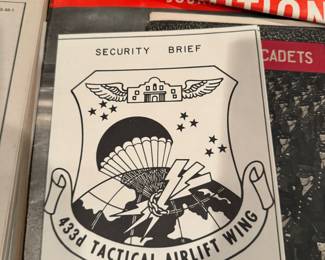 SECURITY BRIEF
CADETS
433d TACTICAL AIRLIFT WING